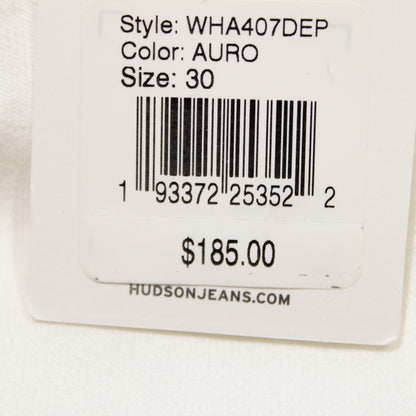 Style: WHA407DEP
Color: AURO
Size: 30
1 93372 25352 2
$185.00
HUDSONJEANS.COM